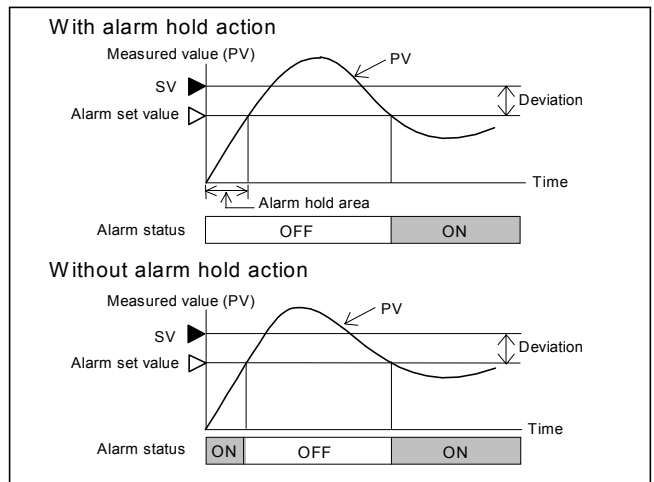 With alarm hold action
Measured value (PV)
PV
SV
Deviation
Alarm set value
Time
Alarm hold area
Alarm status OFF ON
Without alarm hold action
Measured value (PV)
PV
SV
Deviation
Alarm set value
Time
Alarm status ON OFF ON